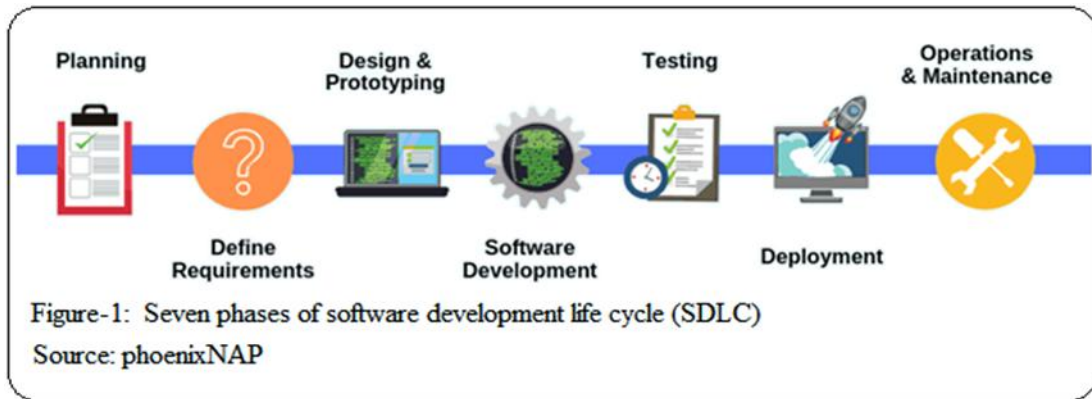 Planning
Define
Requirements
Design &
Prototyping
Software
Development
Testing
Deployment
Operations
& Maintenance
Figure-1:  Seven phases of software development life cycle (SDLC)
Source: phoenixNAP